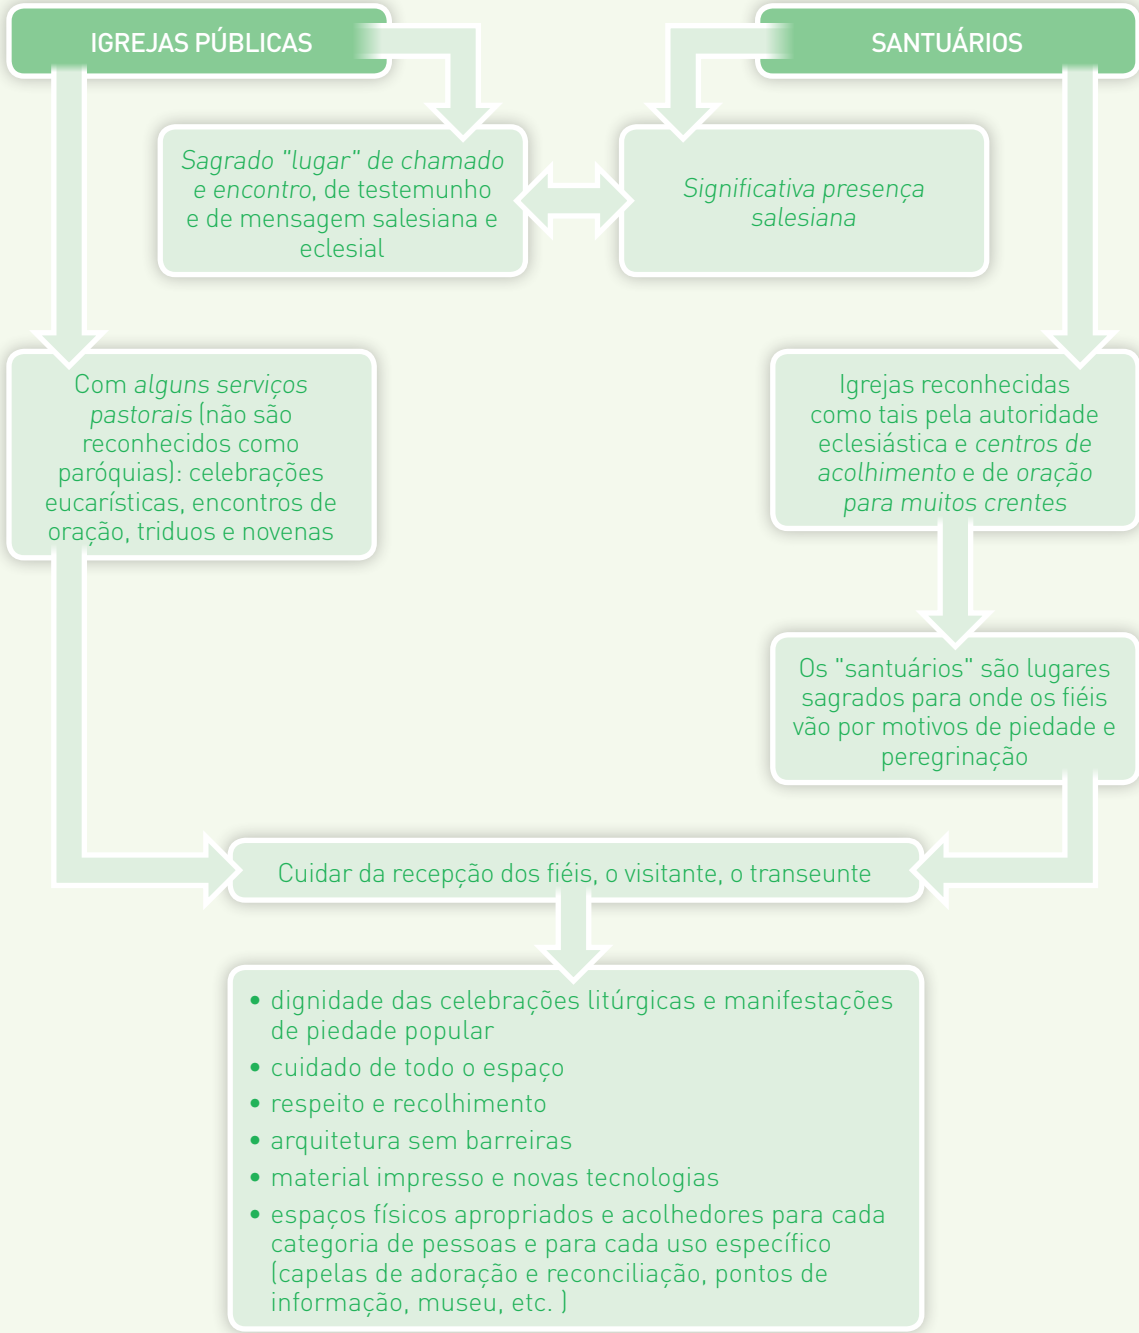 IGREJAS PÚBLICAS
SANTUÁRIOS
Sagrado "lugar" de chamado
e encontro, de testemunho
e de mensagem salesiana e
eclesial
Significativa presença
salesiana
Com alguns serviços
pastorais (não são
reconhecidos como
paróquias): celebrações
eucarísticas, encontros de
oração, triduos e novenas
Igrejas reconhecidas
como tais pela autoridade
eclesiástica e centros de
acolhimento e de oração
para muitos crentes
Os "santuários" são lugares
sagrados para onde os fiéis
vão por motivos de piedade e
peregrinação
Cuidar da recepção dos fiéis, o visitante, o transeunte
• dignidade das celebrações litúrgicas e manifestações
de piedade popular
• cuidado de todo o espaço
• respeito e recolhimento
• arquitetura sem barreiras
• material impresso e novas tecnologias
• espaços físicos apropriados e acolhedores para cada
categoria de pessoas e para cada uso específico
(capelas de adoração e reconciliação, pontos de
informação, museu, etc. )